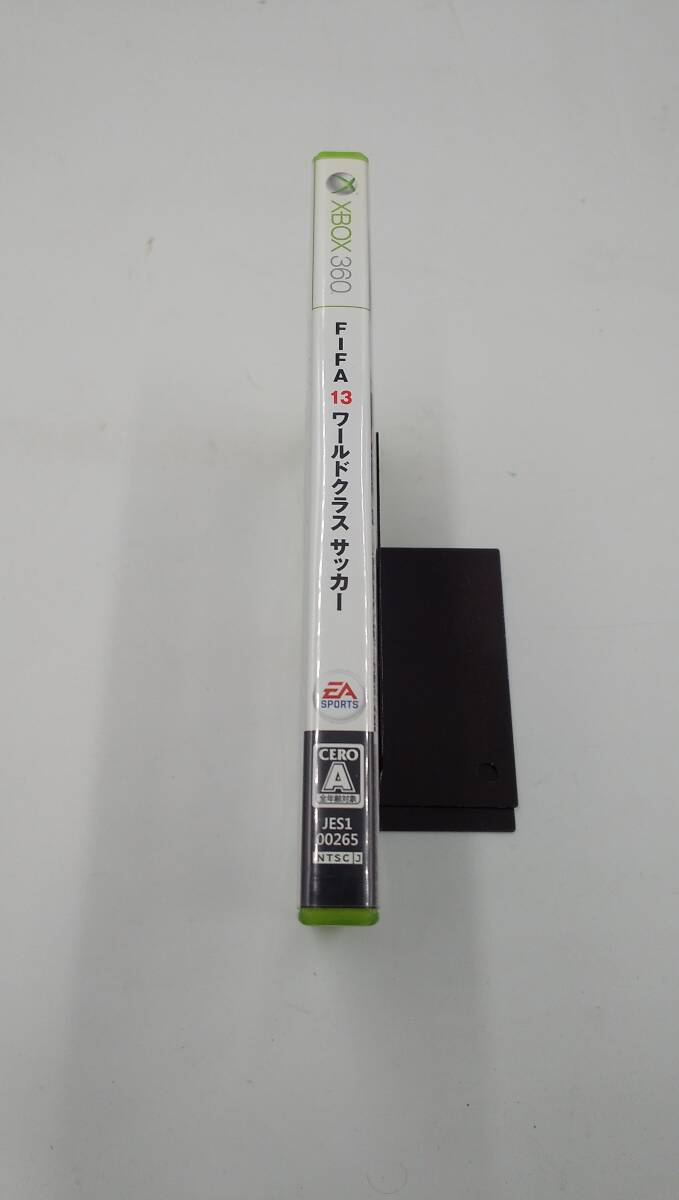 XBOX 360
FIFA 13 ワールドクラス サッカー
EA
SPORTS
CERO
A
全年齢対象
JES1
00265
NTSC J